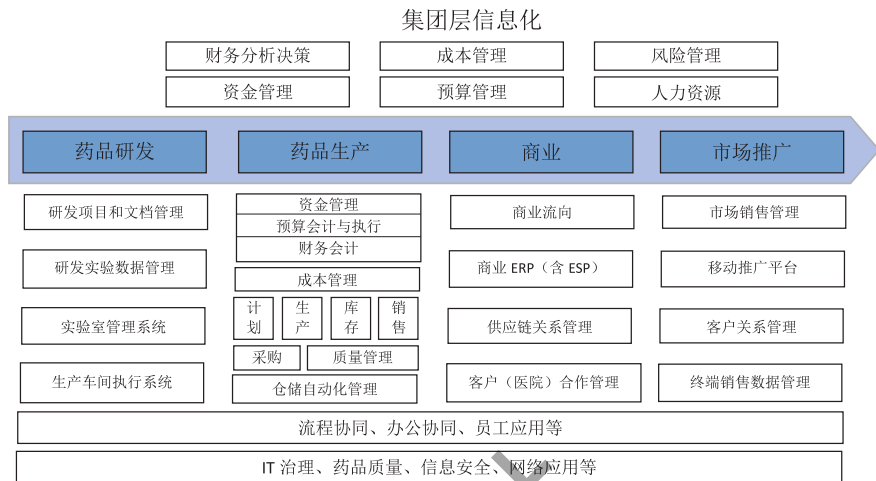 集团层信息化
财务分析决策
成本管理
风险管理
资金管理
预算管理
人力资源
药品研发
药品生产
商业
市场推广
研发项目和文档管理
研发实验数据管理
实验室管理系统
生产车间执行系统
资金管理
预算会计与执行
财务会计
成本管理
计划
生产
库存
销售
采购
质量管理
仓储自动化管理
商业流向
商业 ERP（含 ESP）
供应链关系管理
客户（医院）合作管理
市场销售管理
移动推广平台
客户关系管理
终端销售数据管理
流程协同、办公协同、员工应用等
IT 治理、药品质量、信息安全、网络应用等